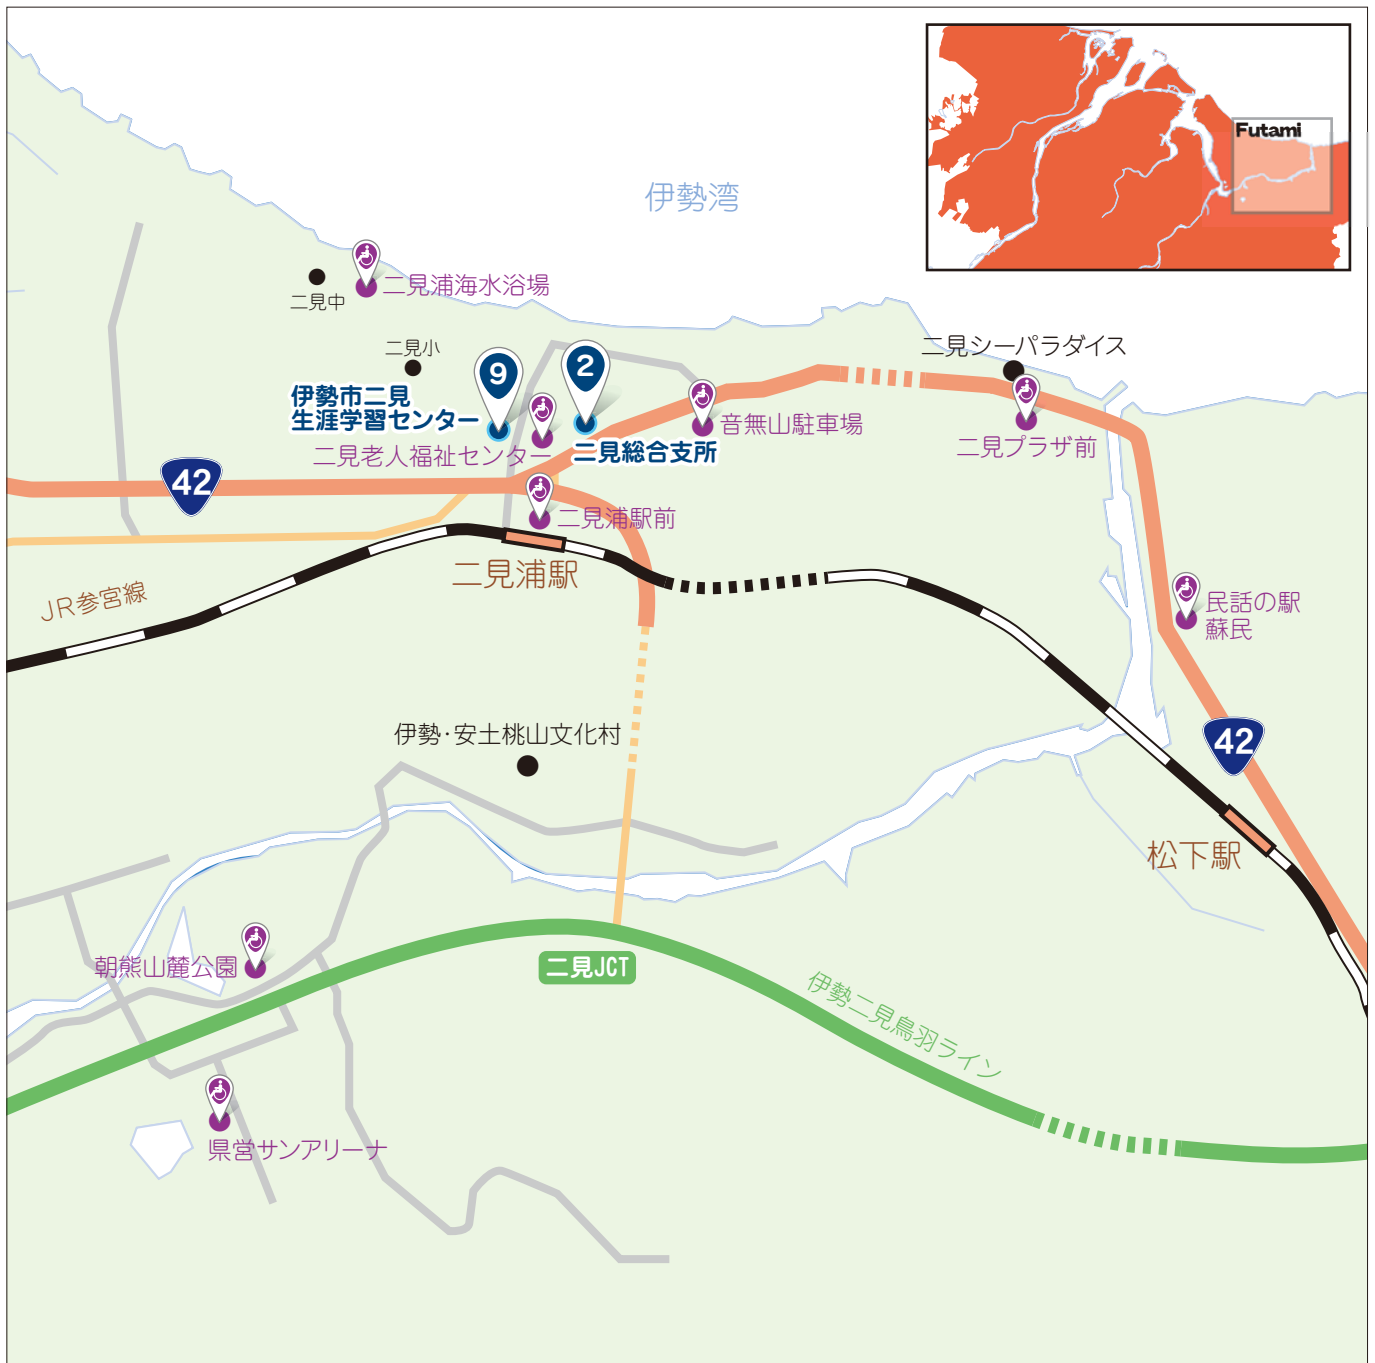 Futami
伊勢湾
二見浦海水浴場
二見中
二見小
二見シーパラダイス
9
2
伊勢市二見
生涯学習センター
音無山駐車場
二見プラザ前
二見老人福祉センター
二見総合支所
42
二見浦駅前
二見浦駅
JR参宮線
民話の駅
蘇民
伊勢・安土桃山文化村
42
松下駅
朝熊山麓公園
二見JCT
伊勢二見鳥羽ライン
県営サンアリーナ